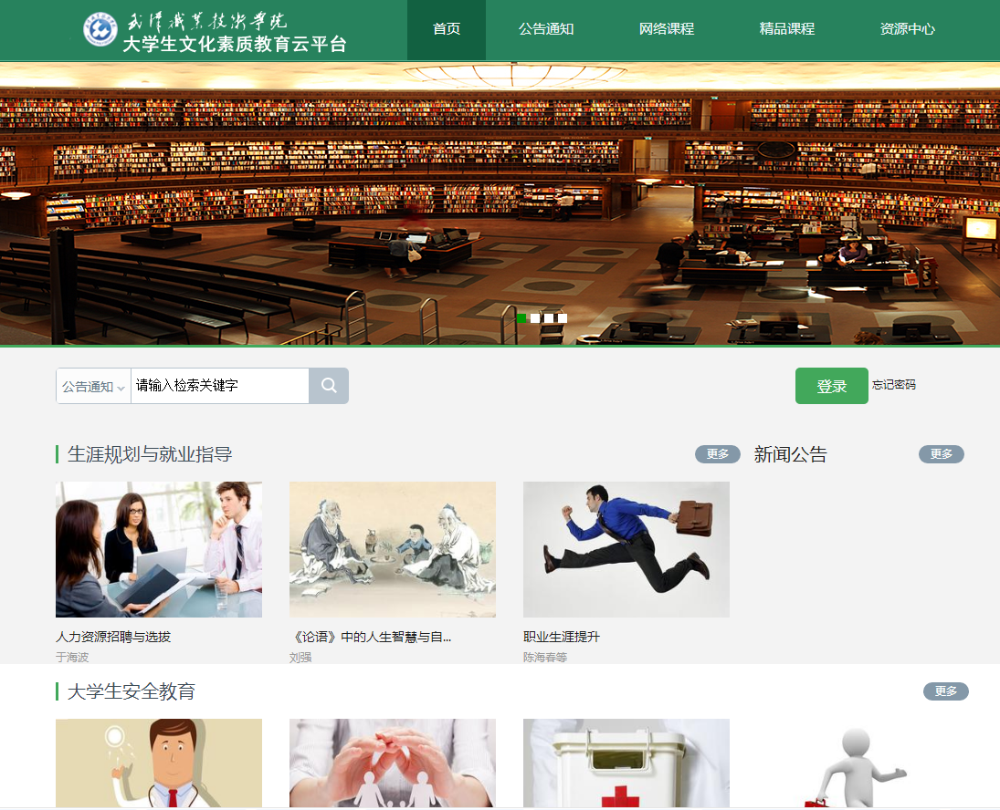 武汉职业技术学院
大学生文化素质教育云平台
首页
公告通知
网络课程
精品课程
资源中心
公告通知
请输入检索关键字
登录
忘记密码
生涯规划与就业指导
更多
新闻公告
更多
人力资源招聘与选拔
于海波
《论语》中的人生智慧与自...
刘强
职业生涯提升
陈海春等
大学生安全教育
更多